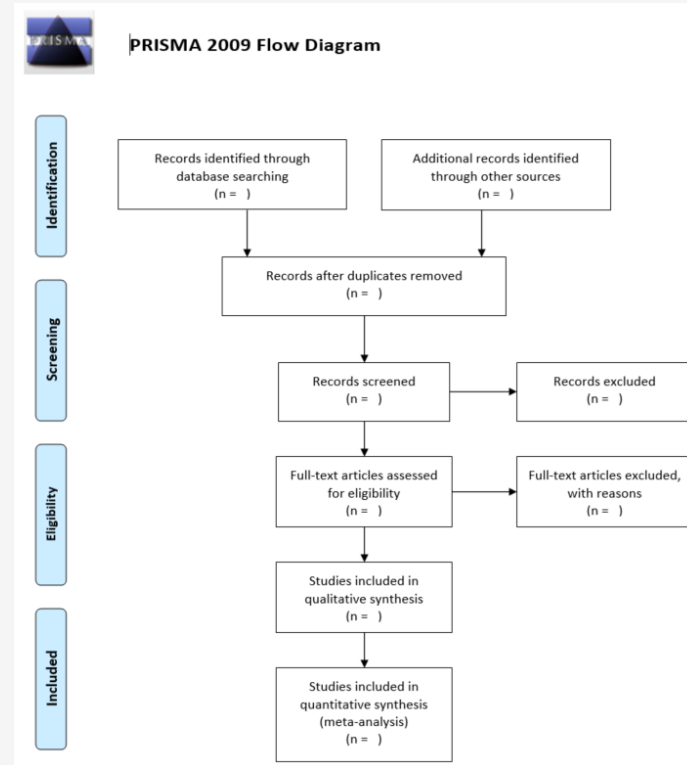 PRISMA
PRISMA 2009 Flow Diagram
Identification
Records identified through
database searching
(n =   )
Additional records identified
through other sources
(n =   )
Records after duplicates removed
(n =   )
Screening
Records screened
(n =   )
Records excluded
(n =   )
Eligibility
Full-text articles assessed
for eligibility
(n =   )
Full-text articles excluded,
with reasons
(n =   )
Studies included in
qualitative synthesis
(n =   )
Included
Studies included in
quantitative synthesis
(meta-analysis)
(n =   )